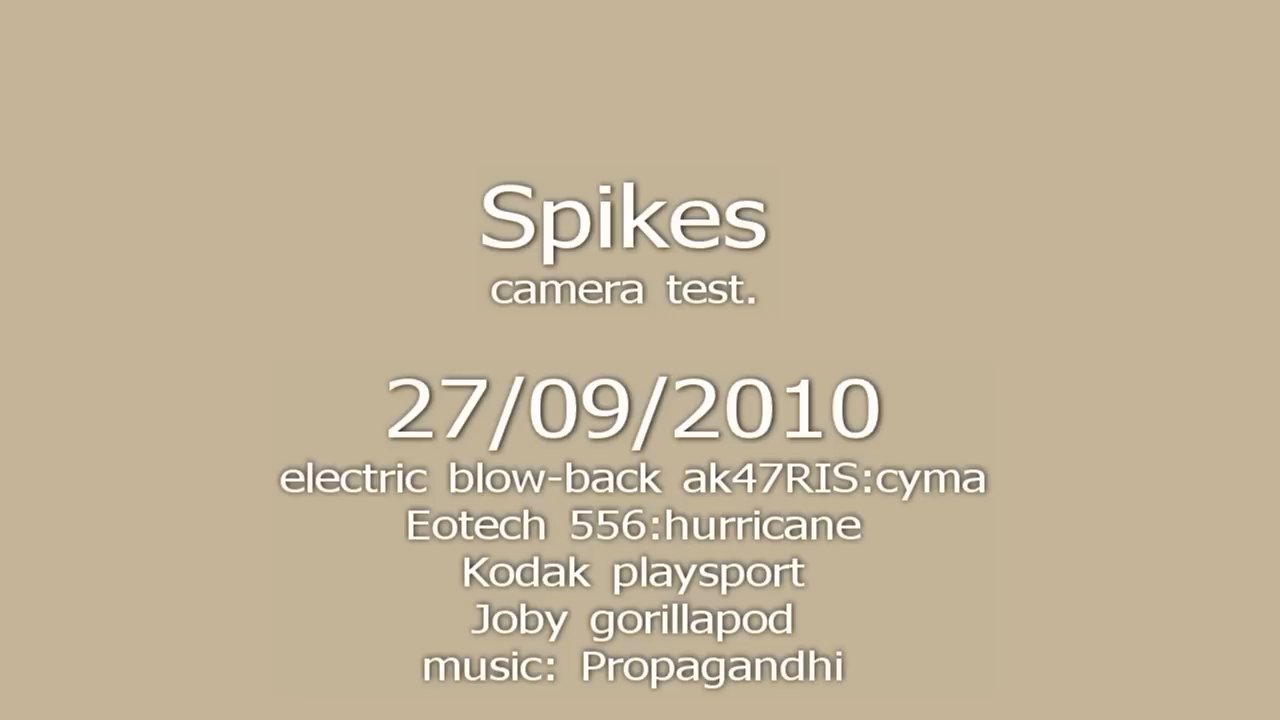 Spikes
camera test.
27/09/2010
electric blow-back ak47RIS:cyma
Eotech 556:hurricane
Kodak playsport
Joby gorillapod
music: Propagandhi